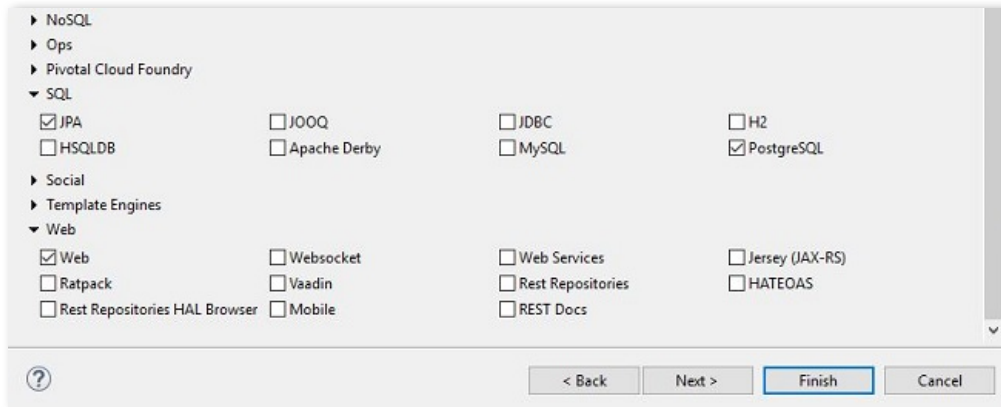 NoSQL
Ops
Pivotal Cloud Foundry
SQL
JPA JOOQ JDBC H2
HSQLDB Apache Derby MySQL PostgreSQL
Social
Template Engines
Web
Web Websocket Web Services Jersey (JAX-RS)
Ratpack Vaadin Rest Repositories HATEOAS
Rest Repositories HAL Browser Mobile REST Docs
? < Back Next > Finish Cancel